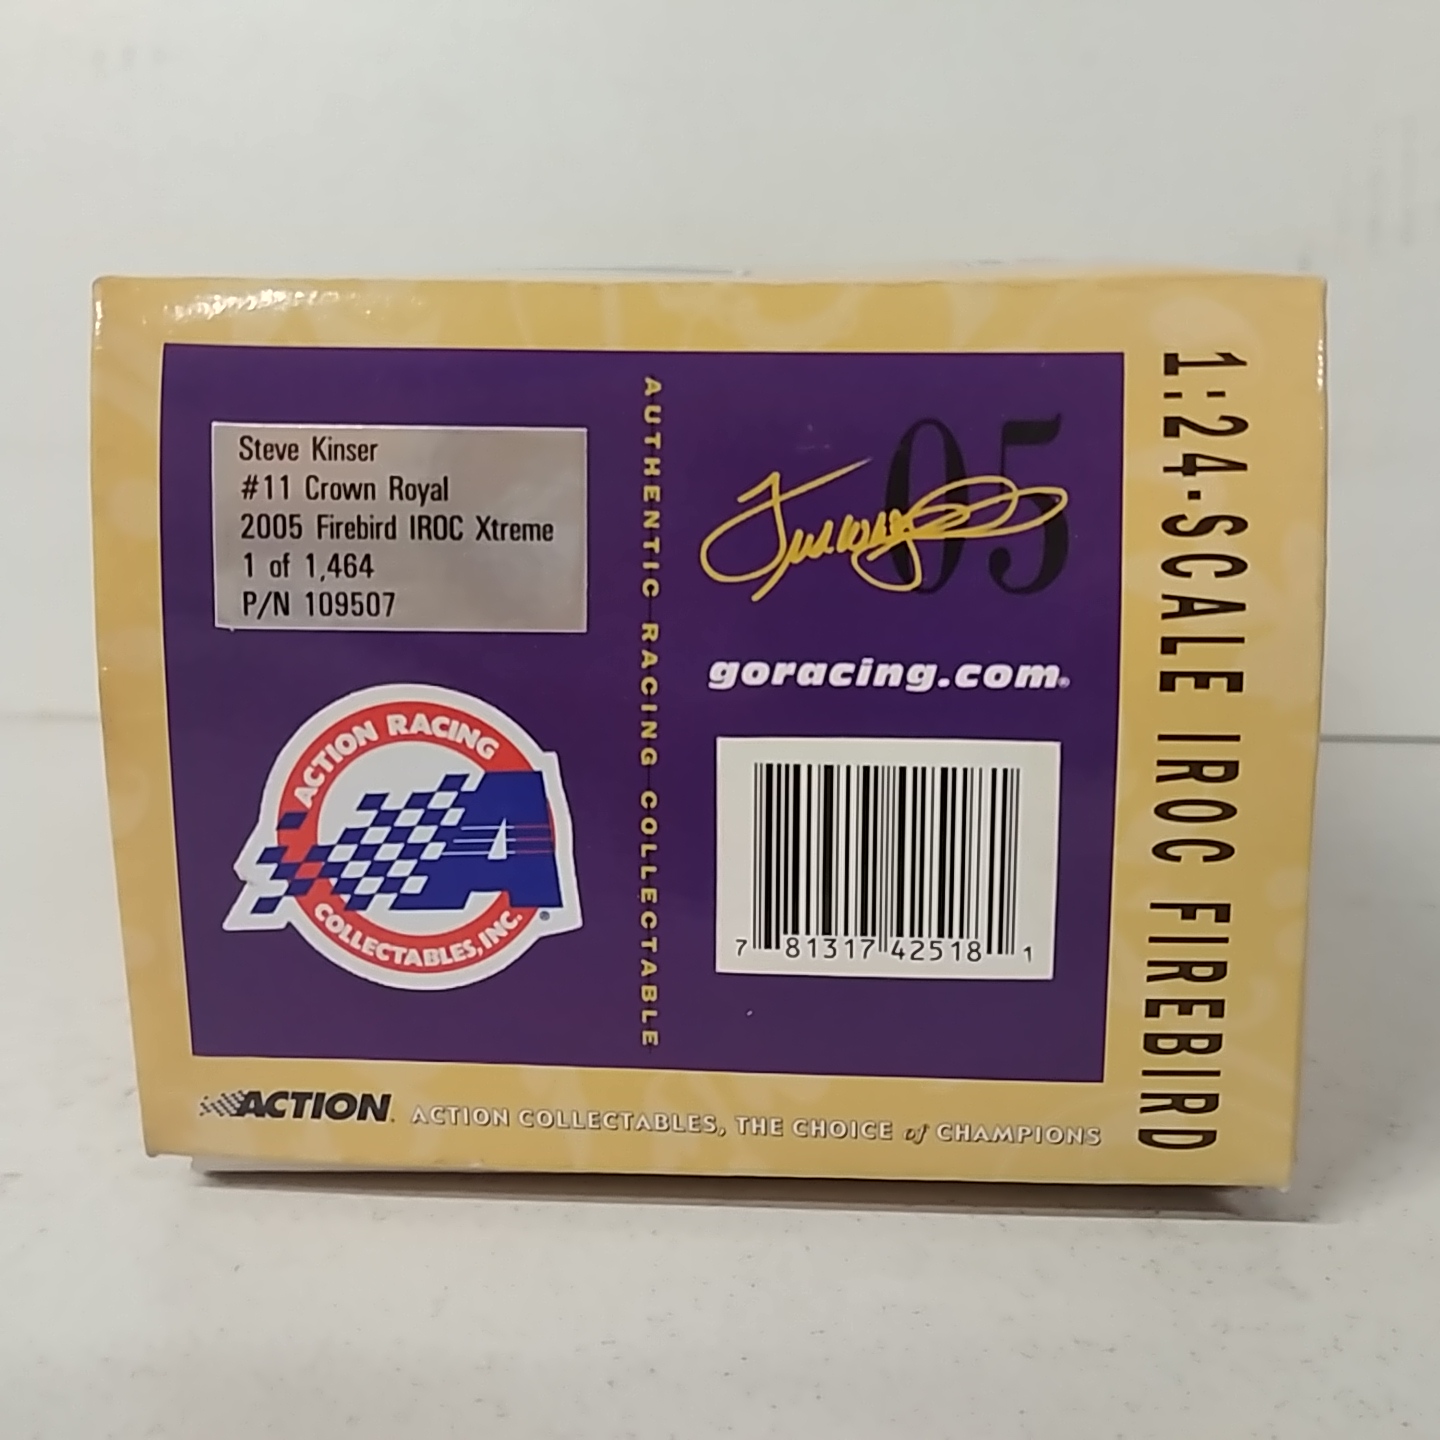 Steve Kinser
#11 Crown Royal
2005 Firebird IROC Xtreme
1 of 1,464
P/N 109507
ACTION RACING
COLLECTABLES, INC.
A
®
AUTHENTIC RACING COLLECTABLE
05
goracing.com®
7 81317 42518 1
1:24-SCALE IROC FIREBIRD
ACTION
ACTION COLLECTABLES, THE CHOICE of CHAMPIONS